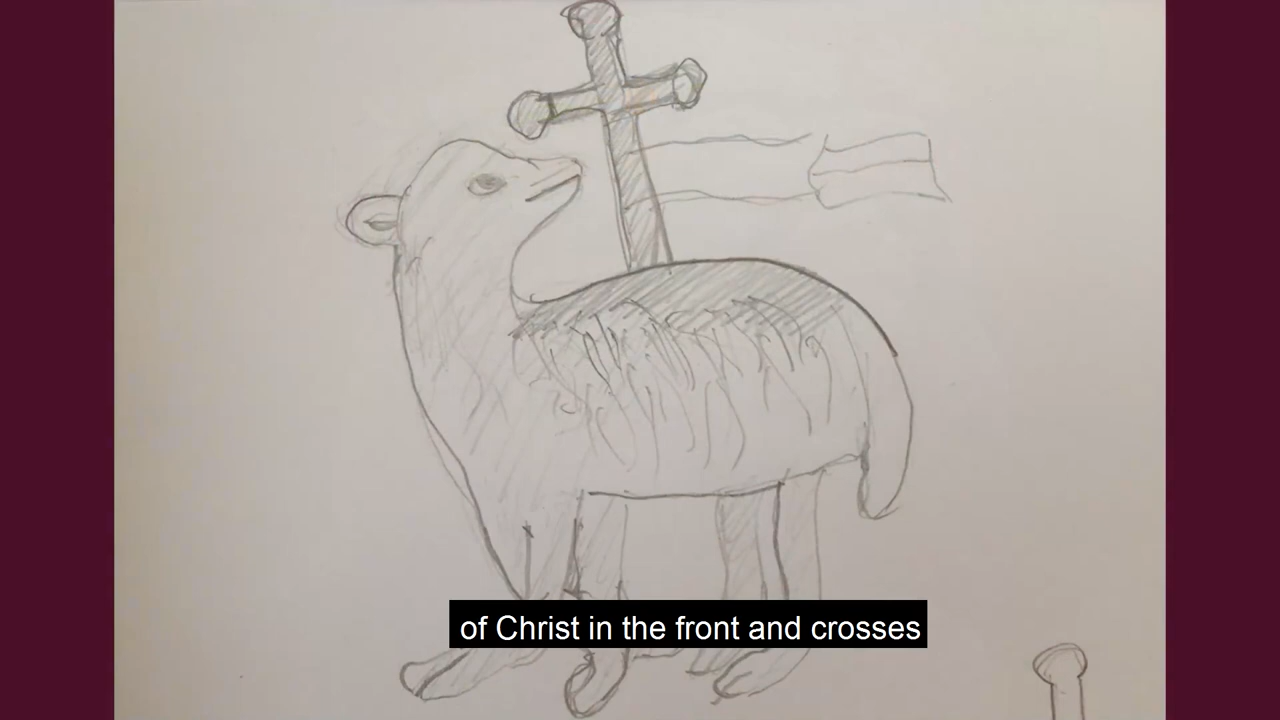 of Christ in the front and crosses